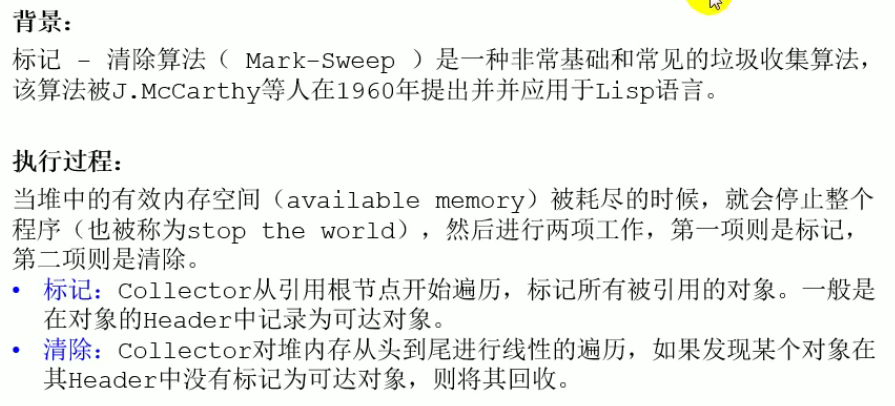 背景：
标记 - 清除算法（ Mark-Sweep ）是一种非常基础和常见的垃圾收集算法，
该算法被J.McCarthy等人在1960年提出并并应用于Lisp语言。
执行过程：
当堆中的有效内存空间（available memory）被耗尽的时候，就会停止整个
程序（也被称为stop the world），然后进行两项工作，第一项则是标记，
第二项则是清除。
• 标记：Collector从引用根节点开始遍历，标记所有被引用的对象。一般是
在对象的Header中记录为可达对象。
• 清除：Collector对堆内存从头到尾进行线性的遍历，如果发现某个对象在
其Header中没有标记为可达对象，则将其回收。